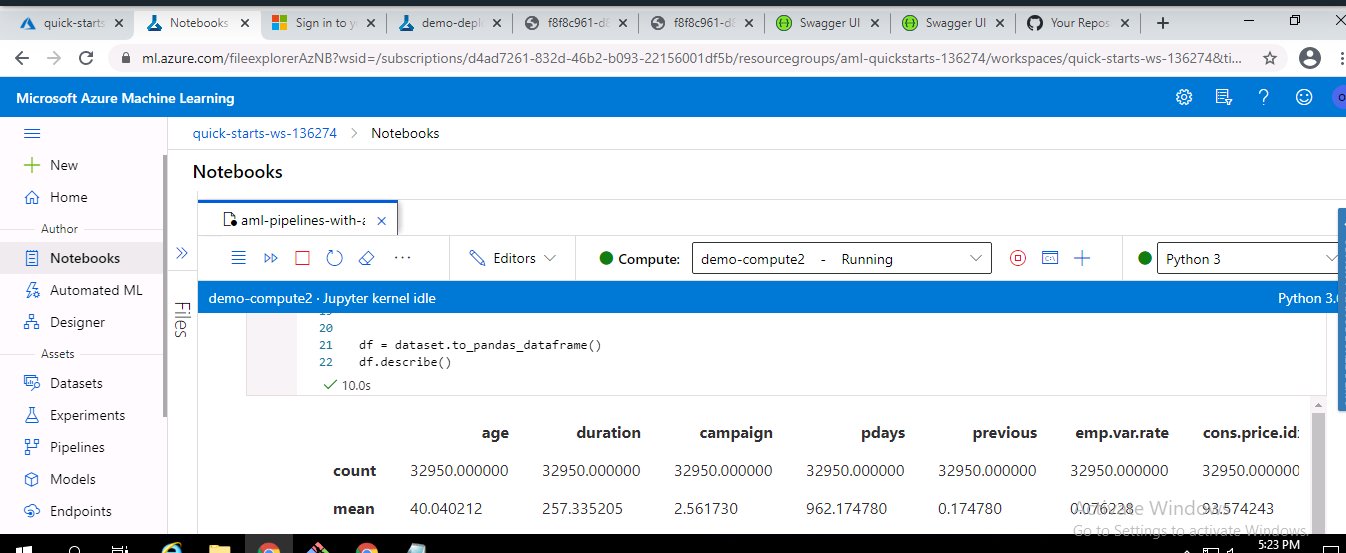 quick-starts
Notebooks
Sign in to y
demo-depl
f8f8c961-d8
f8f8c961-d8
Swagger UI
Swagger UI
Your Repos
ml.azure.com/fileexplorerAzNB?wsid=/subscriptions/d4ad7261-832d-46b2-b093-22156001df5b/resourcegroups/aml-quickstarts-136274/workspaces/quick-starts-ws-136274&ti...
Microsoft Azure Machine Learning
quick-starts-ws-136274 > Notebooks
New
Home
Author
Notebooks
Automated ML
Designer
Assets
Datasets
Experiments
Pipelines
Models
Endpoints
Files
Notebooks
aml-pipelines-with-a
Editors
Compute: demo-compute2 - Running
Python 3
demo-compute2 · Jupyter kernel idle
Python 3.
20
21 df = dataset.to_pandas_dataframe()
22 df.describe()
10.0s
age duration campaign pdays previous emp.var.rate cons.price.id
count 32950.000000 32950.000000 32950.000000 32950.000000 32950.000000 32950.000000 32950.000000
mean 40.040212 257.335205 2.561730 962.174780 0.174780 0.076228 93.574243
Activate Windows
Go to Settings to activate Windows.
5:23 PM